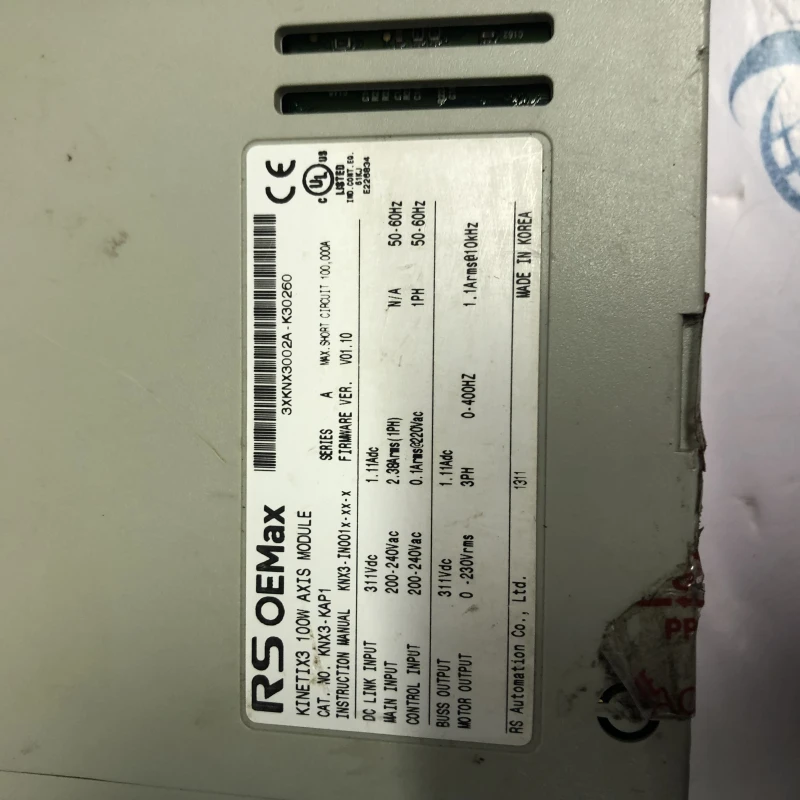 RS OEMax
CE
C UL US
LISTED
IND.CONT.EQ.
61KJ
E226834
3XKNX3002A-K30260
KINETIX3 100W AXIS MODULE
CAT. NO. KNX3-KAP1 SERIES A MAX.SHORT CIRCUIT 100,000A
INSTRUCTION MANUAL KNX3-IN001X-XX-X FIRMWARE VER. V01.10
DC LINK INPUT 311Vdc 1.11Adc
MAIN INPUT 200-240Vac 2.38Arms(1PH) N/A 50-60HZ
CONTROL INPUT 200-240Vac 0.1Arms@220Vac 1PH 50-60HZ
BUSS OUTPUT 311Vdc 1.11Adc
MOTOR OUTPUT 0 -230Vrms 3PH 0-400HZ 1.1Arms@10kHz
RS Automation Co., Ltd. 1311 MADE IN KOREA